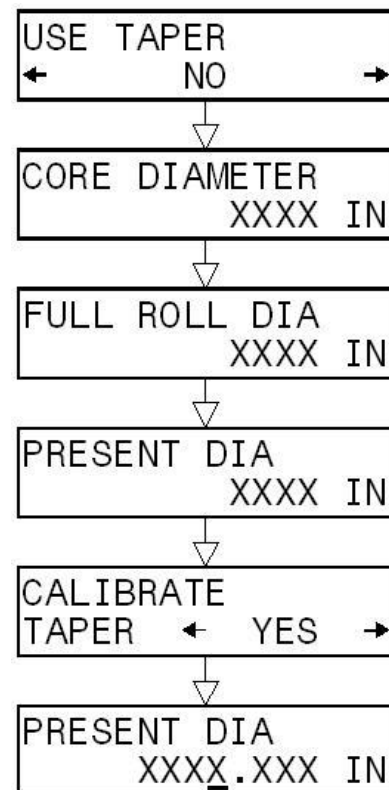 USE TAPER
← NO →
CORE DIAMETER
XXXX IN
FULL ROLL DIA
XXXX IN
PRESENT DIA
XXXX IN
CALIBRATE
TAPER ← YES →
PRESENT DIA
XXXX.XXX IN